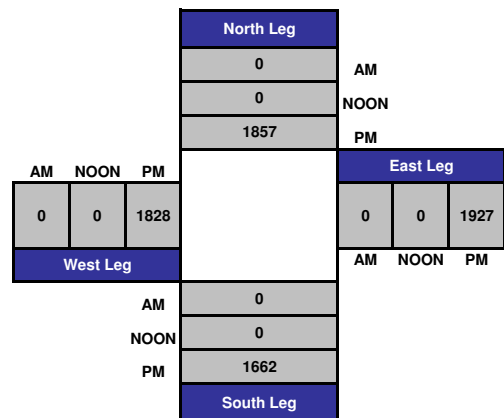 North Leg
0 AM
0 NOON
1857 PM
AM NOON PM East Leg
0 0 1828 0 0 1927
West Leg AM NOON PM
AM 0
NOON 0
PM 1662
South Leg